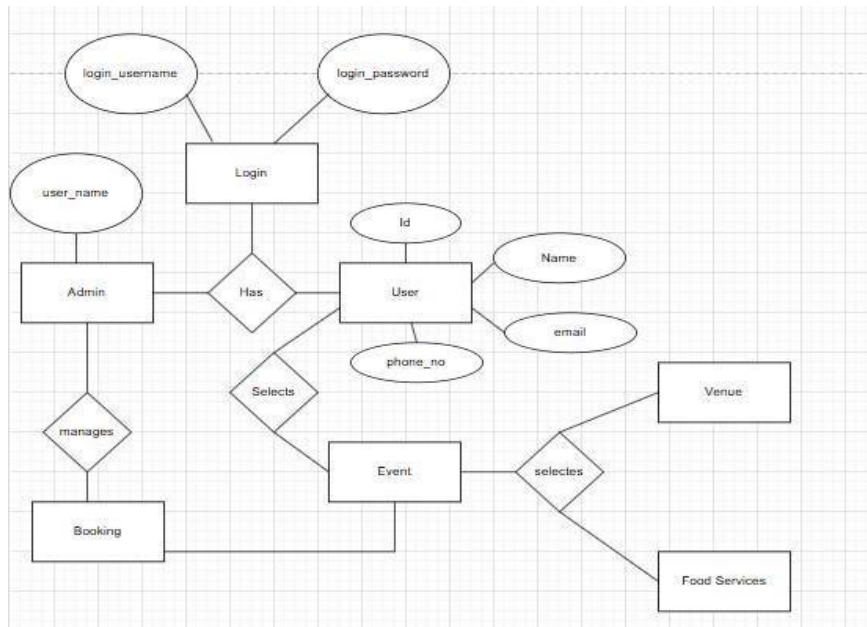 login_username
login_password
Login
user_name
Id
Name
Admin
Has
User
email
phone_no
Selects
Venue
manages
Event
selectes
Booking
Food Services